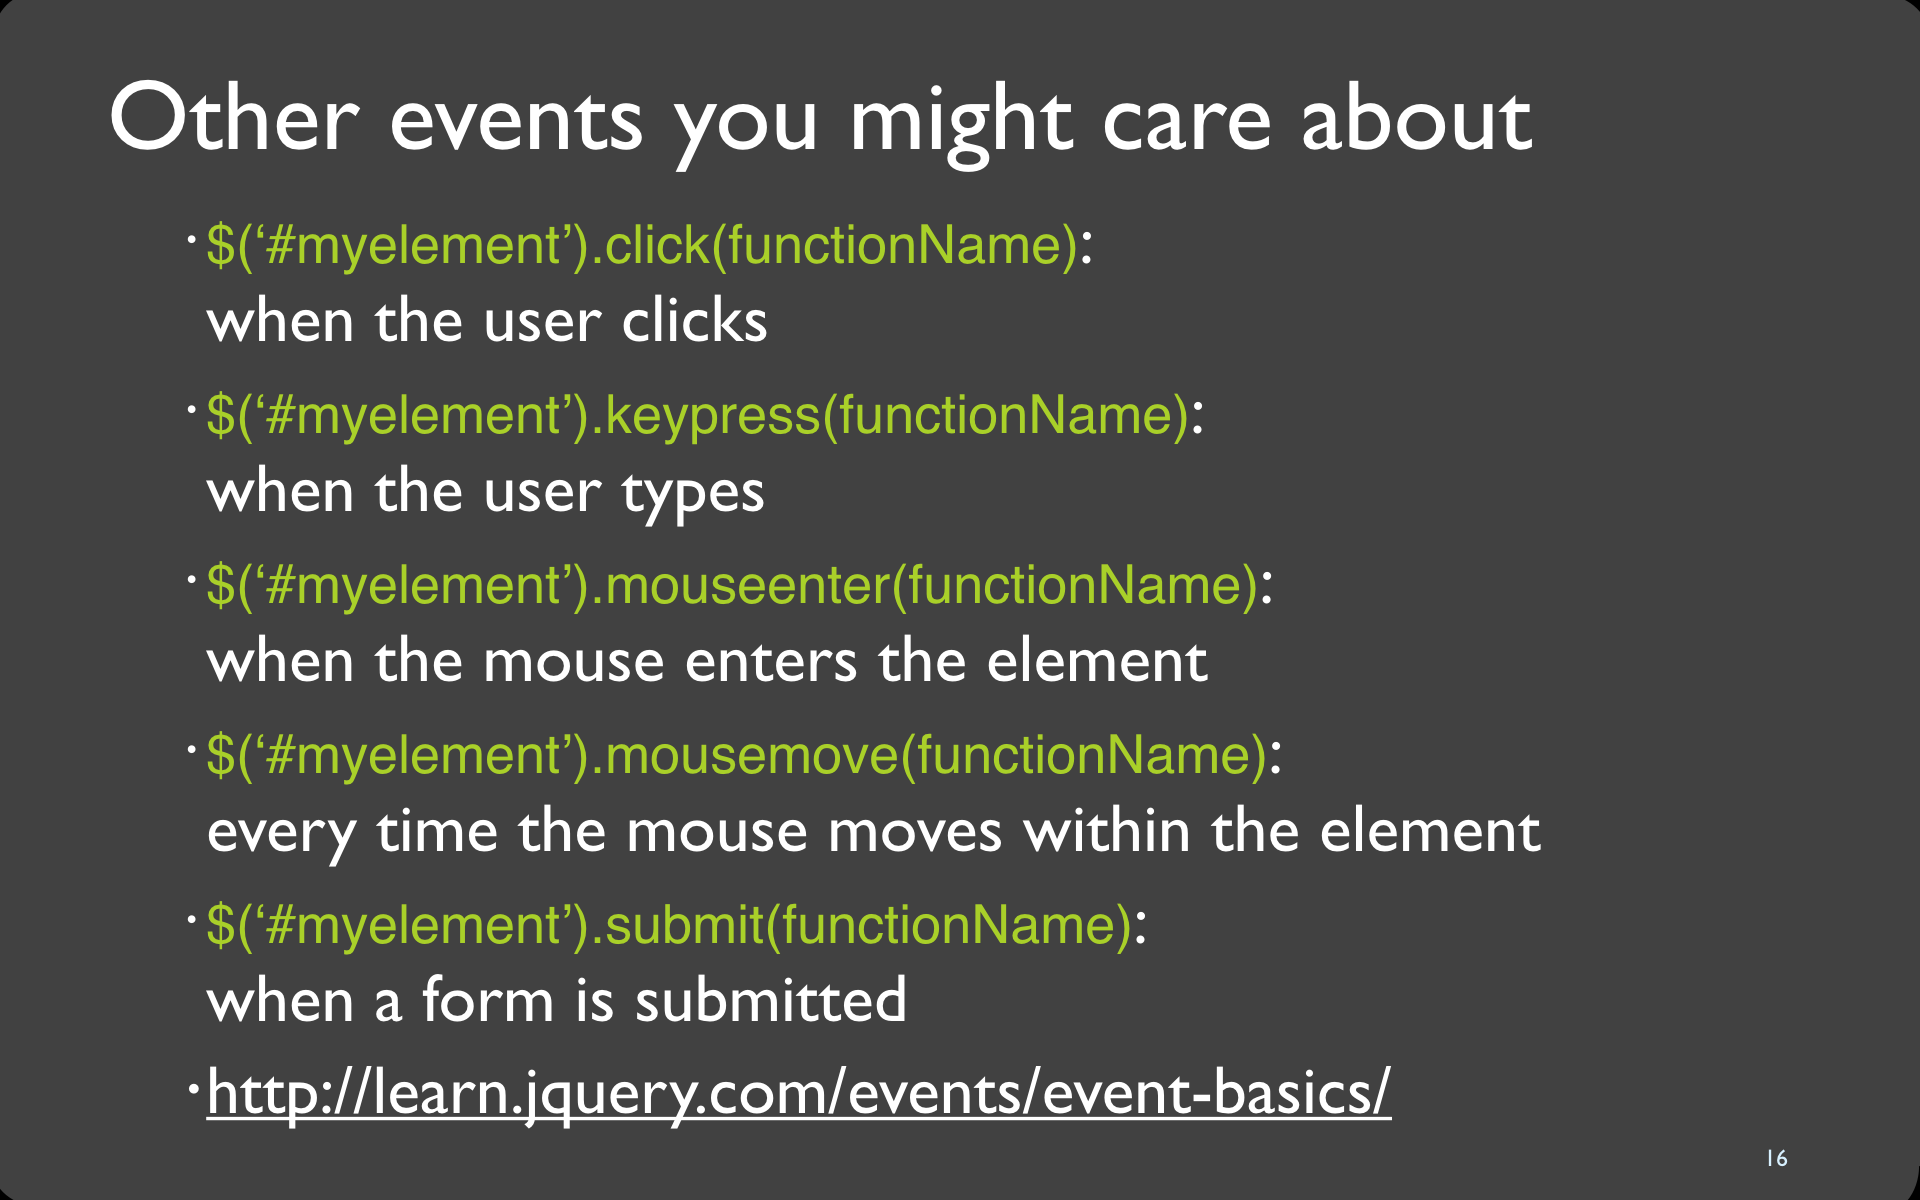 Other events you might care about
• $(‘#myelement’).click(functionName):
when the user clicks
• $(‘#myelement’).keypress(functionName):
when the user types
• $(‘#myelement’).mouseenter(functionName):
when the mouse enters the element
• $(‘#myelement’).mousemove(functionName):
every time the mouse moves within the element
• $(‘#myelement’).submit(functionName):
when a form is submitted
• http://learn.jquery.com/events/event-basics/
16